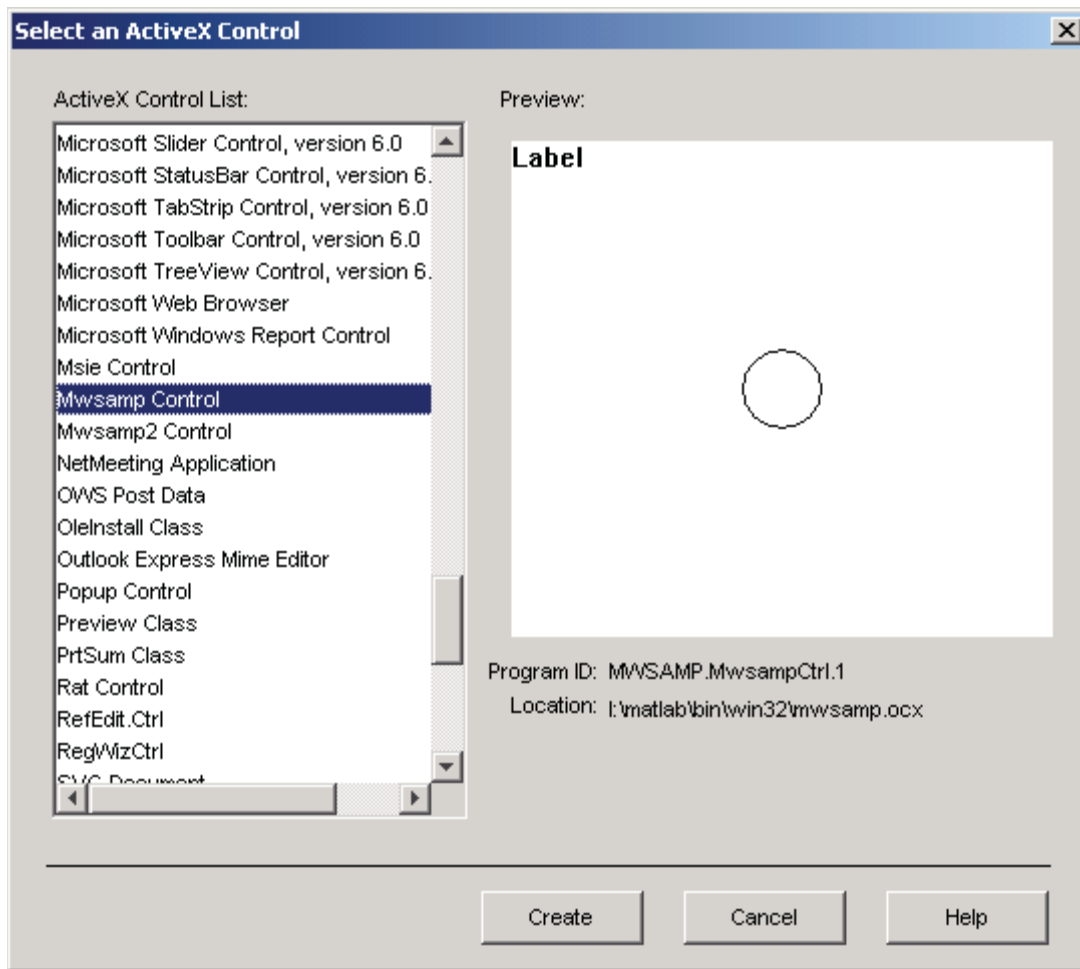 Select an ActiveX Control
ActiveX Control List:
Microsoft Slider Control, version 6.0
Microsoft StatusBar Control, version 6.
Microsoft TabStrip Control, version 6.0
Microsoft Toolbar Control, version 6.0
Microsoft TreeView Control, version 6.
Microsoft Web Browser
Microsoft Windows Report Control
Msie Control
Mwsamp Control
Mwsamp2 Control
NetMeeting Application
OWS Post Data
OleInstall Class
Outlook Express Mime Editor
Popup Control
Preview Class
PrtSum Class
Rat Control
RefEdit.Ctrl
RegWizCtrl
Document
Preview:
Label
Program ID: MWSAMP.MwsampCtrl.1
Location: I:\matlab\bin\win32\mwsamp.ocx
Create
Cancel
Help